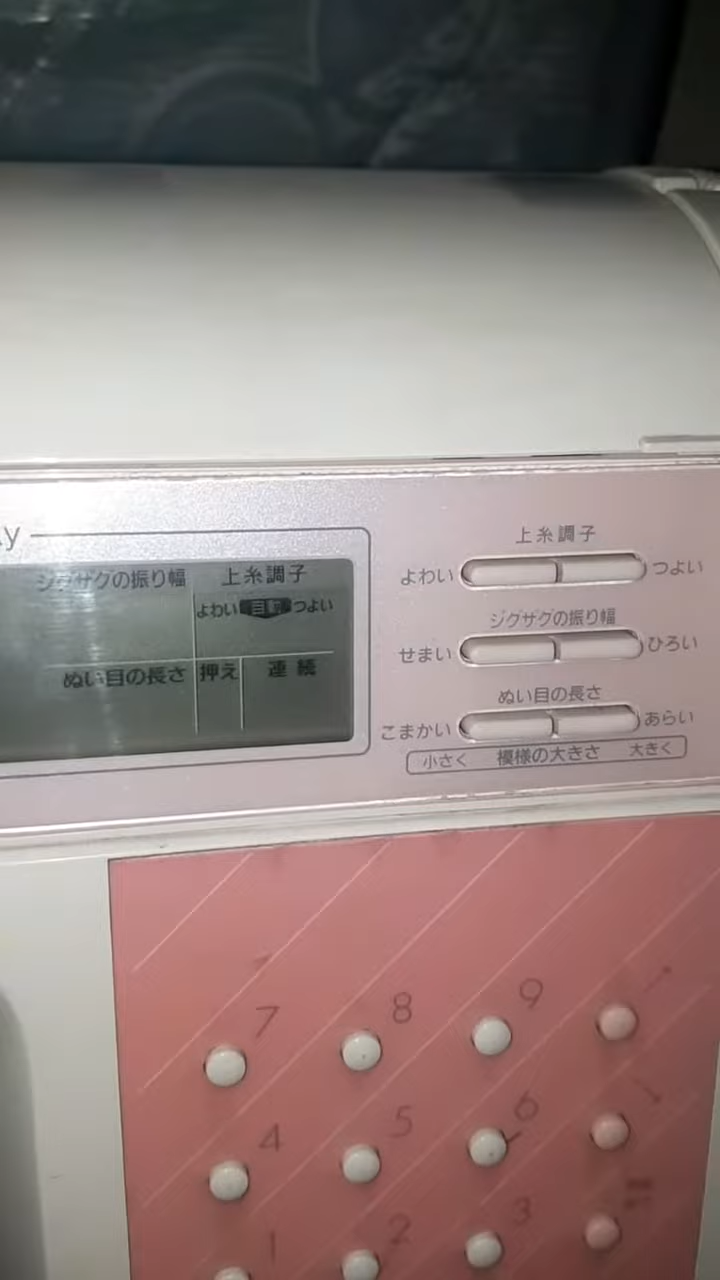 上糸調子
よわい つよい
ジグザグの振り幅
せまい ひろい
ぬい目の長さ
こまかい あらい
小さく 模様の大きさ 大きく
ジグザグの振り幅 上糸調子
よわい 自動 つよい
ぬい目の長さ 押え 連続
7 8 9
4 5 6
1 2 3